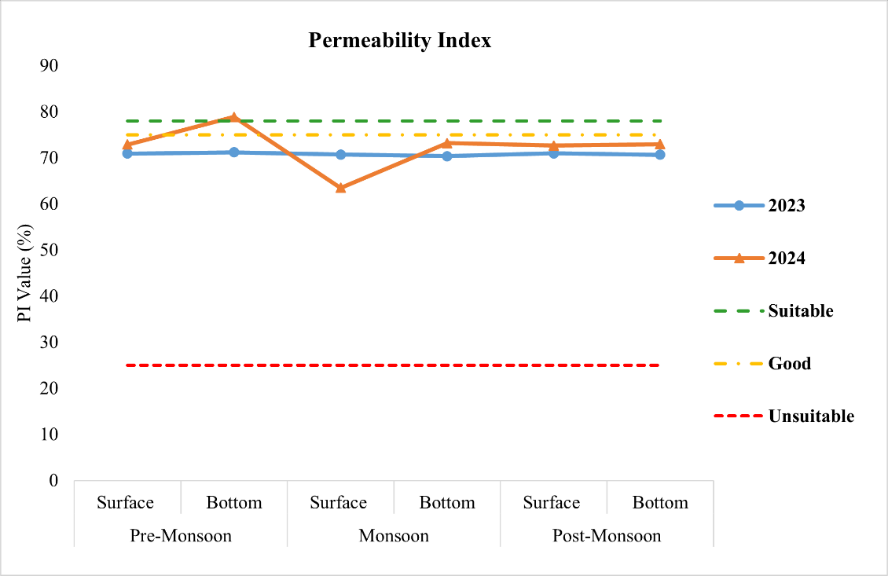 Permeability Index
90
80
70
60
50
40
30
20
10
0
PI Value (%)
Surface Bottom Surface Bottom Surface Bottom
Pre-Monsoon Monsoon Post-Monsoon
2023
2024
Suitable
Good
Unsuitable